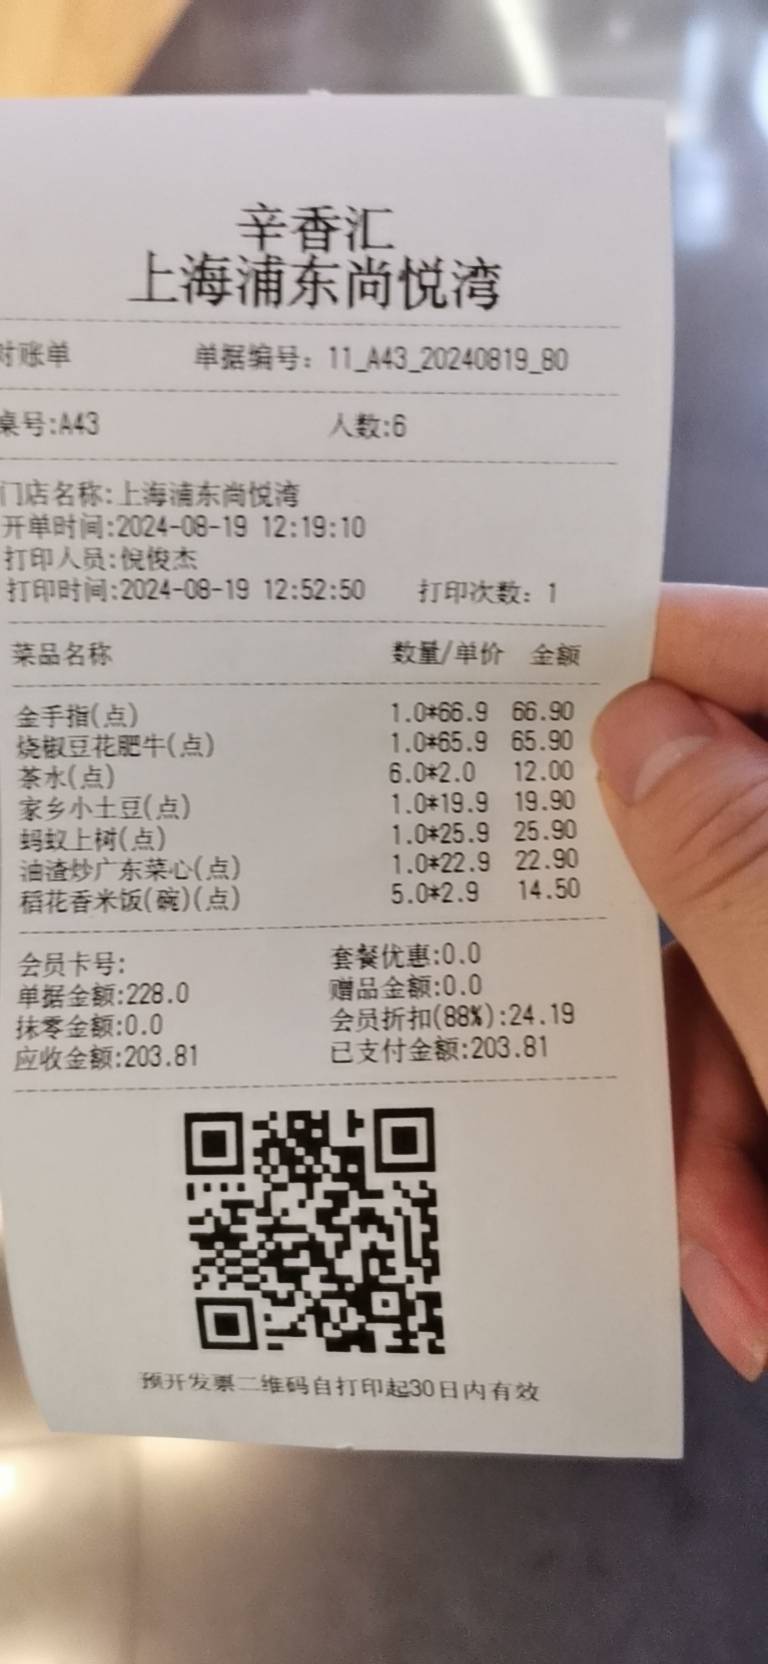 辛香汇
上海浦东尚悦湾
对账单 单据编号：11_A43_20240819_80
桌号:A43 人数:6
门店名称:上海浦东尚悦湾
开单时间:2024-08-19 12:19:10
打印人员:倪俊杰
打印时间:2024-08-19 12:52:50 打印次数：1
菜品名称 数量/单价 金额
金手指(点) 1.0*66.9 66.90
烧椒豆花肥牛(点) 1.0*65.9 65.90
茶水(点) 6.0*2.0 12.00
家乡小土豆(点) 1.0*19.9 19.90
蚂蚁上树(点) 1.0*25.9 25.90
油渣炒广东菜心(点) 1.0*22.9 22.90
稻花香米饭(碗)(点) 5.0*2.9 14.50
会员卡号: 套餐优惠:0.0
单据金额:228.0 赠品金额:0.0
抹零金额:0.0 会员折扣(88%):24.19
应收金额:203.81 已支付金额:203.81
预开发票二维码自打印起30日内有效